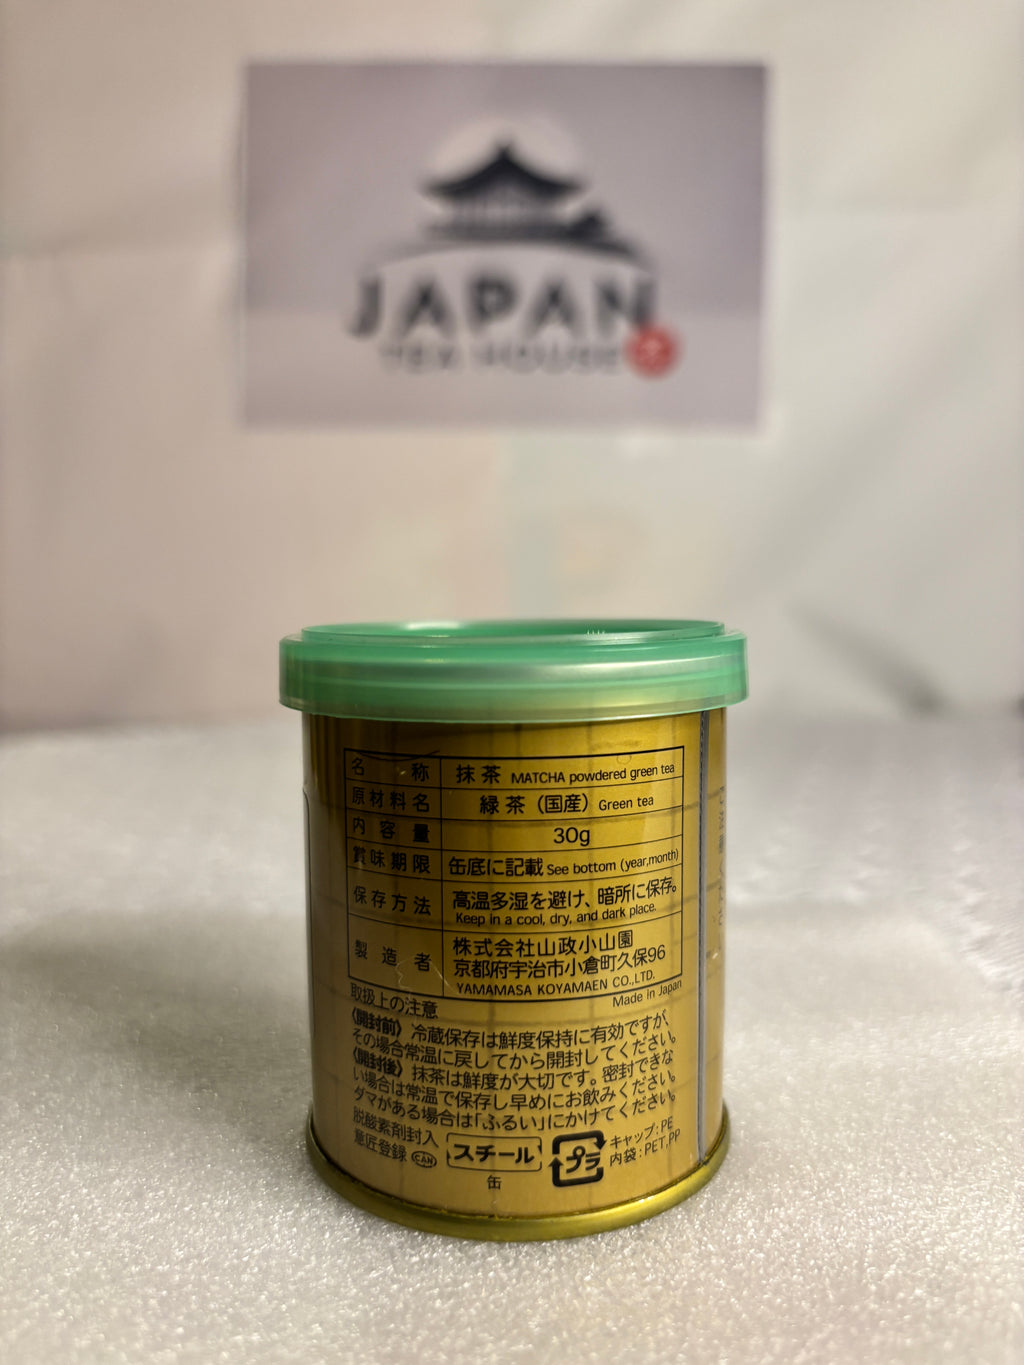 JAPAN
TEA HOUSE
名称 抹茶 MATCHA powdered green tea
原材料名 緑茶（国産）Green tea
内容量 30g
賞味期限 缶底に記載 See bottom (year,month)
保存方法 高温多湿を避け、暗所に保存。
Keep in a cool, dry, and dark place.
製造者 株式会社山政小山園
京都府宇治市小倉町久保96
YAMAMASA KOYAMAEN CO.,LTD.
Made in Japan
取扱上の注意
〈開封前〉冷蔵保存は鮮度保持に有効ですが、
その場合常温に戻してから開封してください。
〈開封後〉抹茶は鮮度が大切です。密封できな
い場合は常温で保存し早めにお飲みください。
ダマがある場合は「ふるい」にかけてください。
脱酸素剤封入
意匠登録 CAN
スチール
缶
プラ
キャップ：PE
内袋：PET,PP